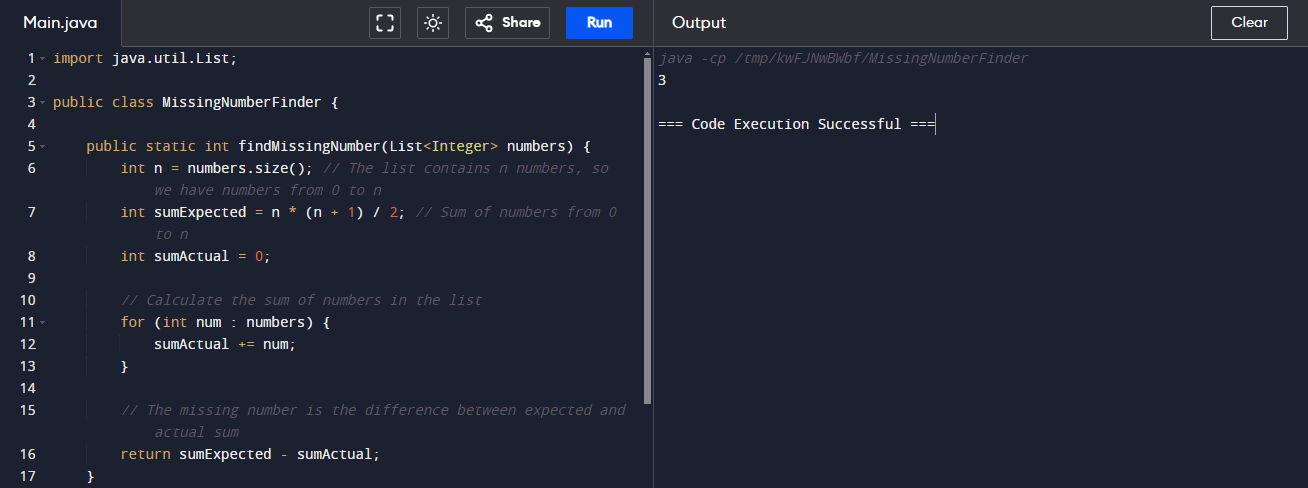 Main.java
Share
Run
Output
Clear
1 import java.util.List;
2
3 public class MissingNumberFinder {
4
5 public static int findMissingNumber(List<Integer> numbers) {
6 int n = numbers.size(); // The list contains n numbers, so
we have numbers from 0 to n
7 int sumExpected = n * (n + 1) / 2; // Sum of numbers from 0
to n
8 int sumActual = 0;
9
10 // Calculate the sum of numbers in the list
11 for (int num : numbers) {
12 sumActual += num;
13 }
14
15 // The missing number is the difference between expected and
actual sum
16 return sumExpected - sumActual;
17 }
java -cp /tmp/kwFJNwBWbf/MissingNumberFinder
3
=== Code Execution Successful ===